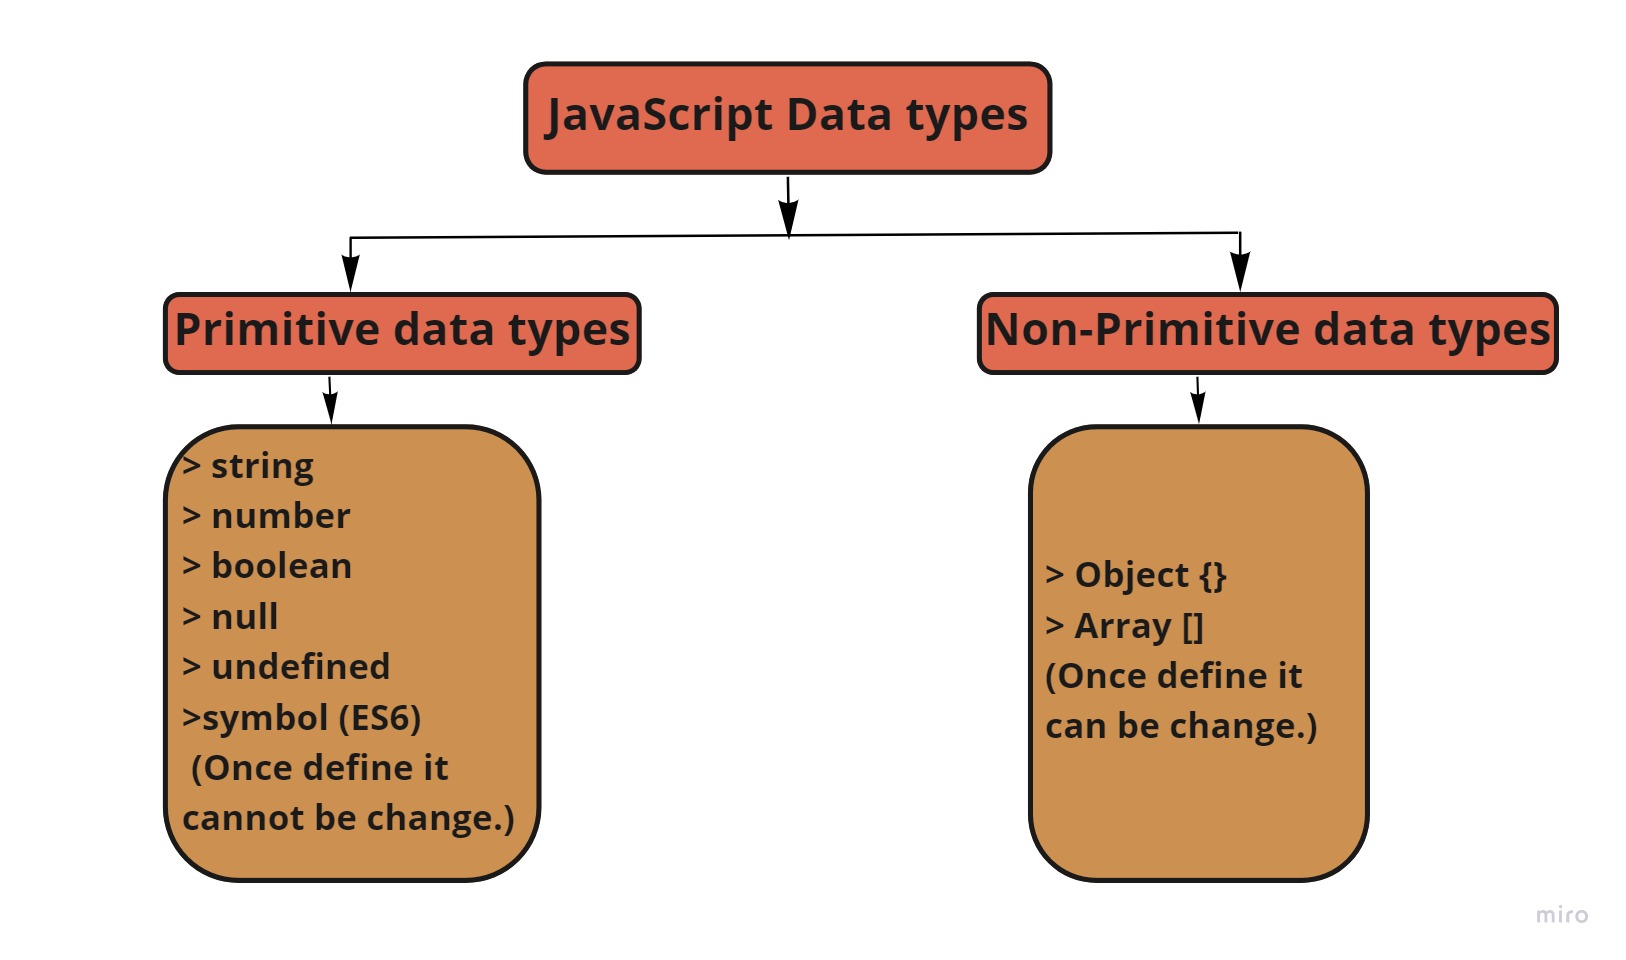 JavaScript Data types
Primitive data types
Non-Primitive data types
> string
> number
> boolean
> null
> undefined
>symbol (ES6)
(Once define it
cannot be change.)
> Object {}
> Array []
(Once define it
can be change.)
miro